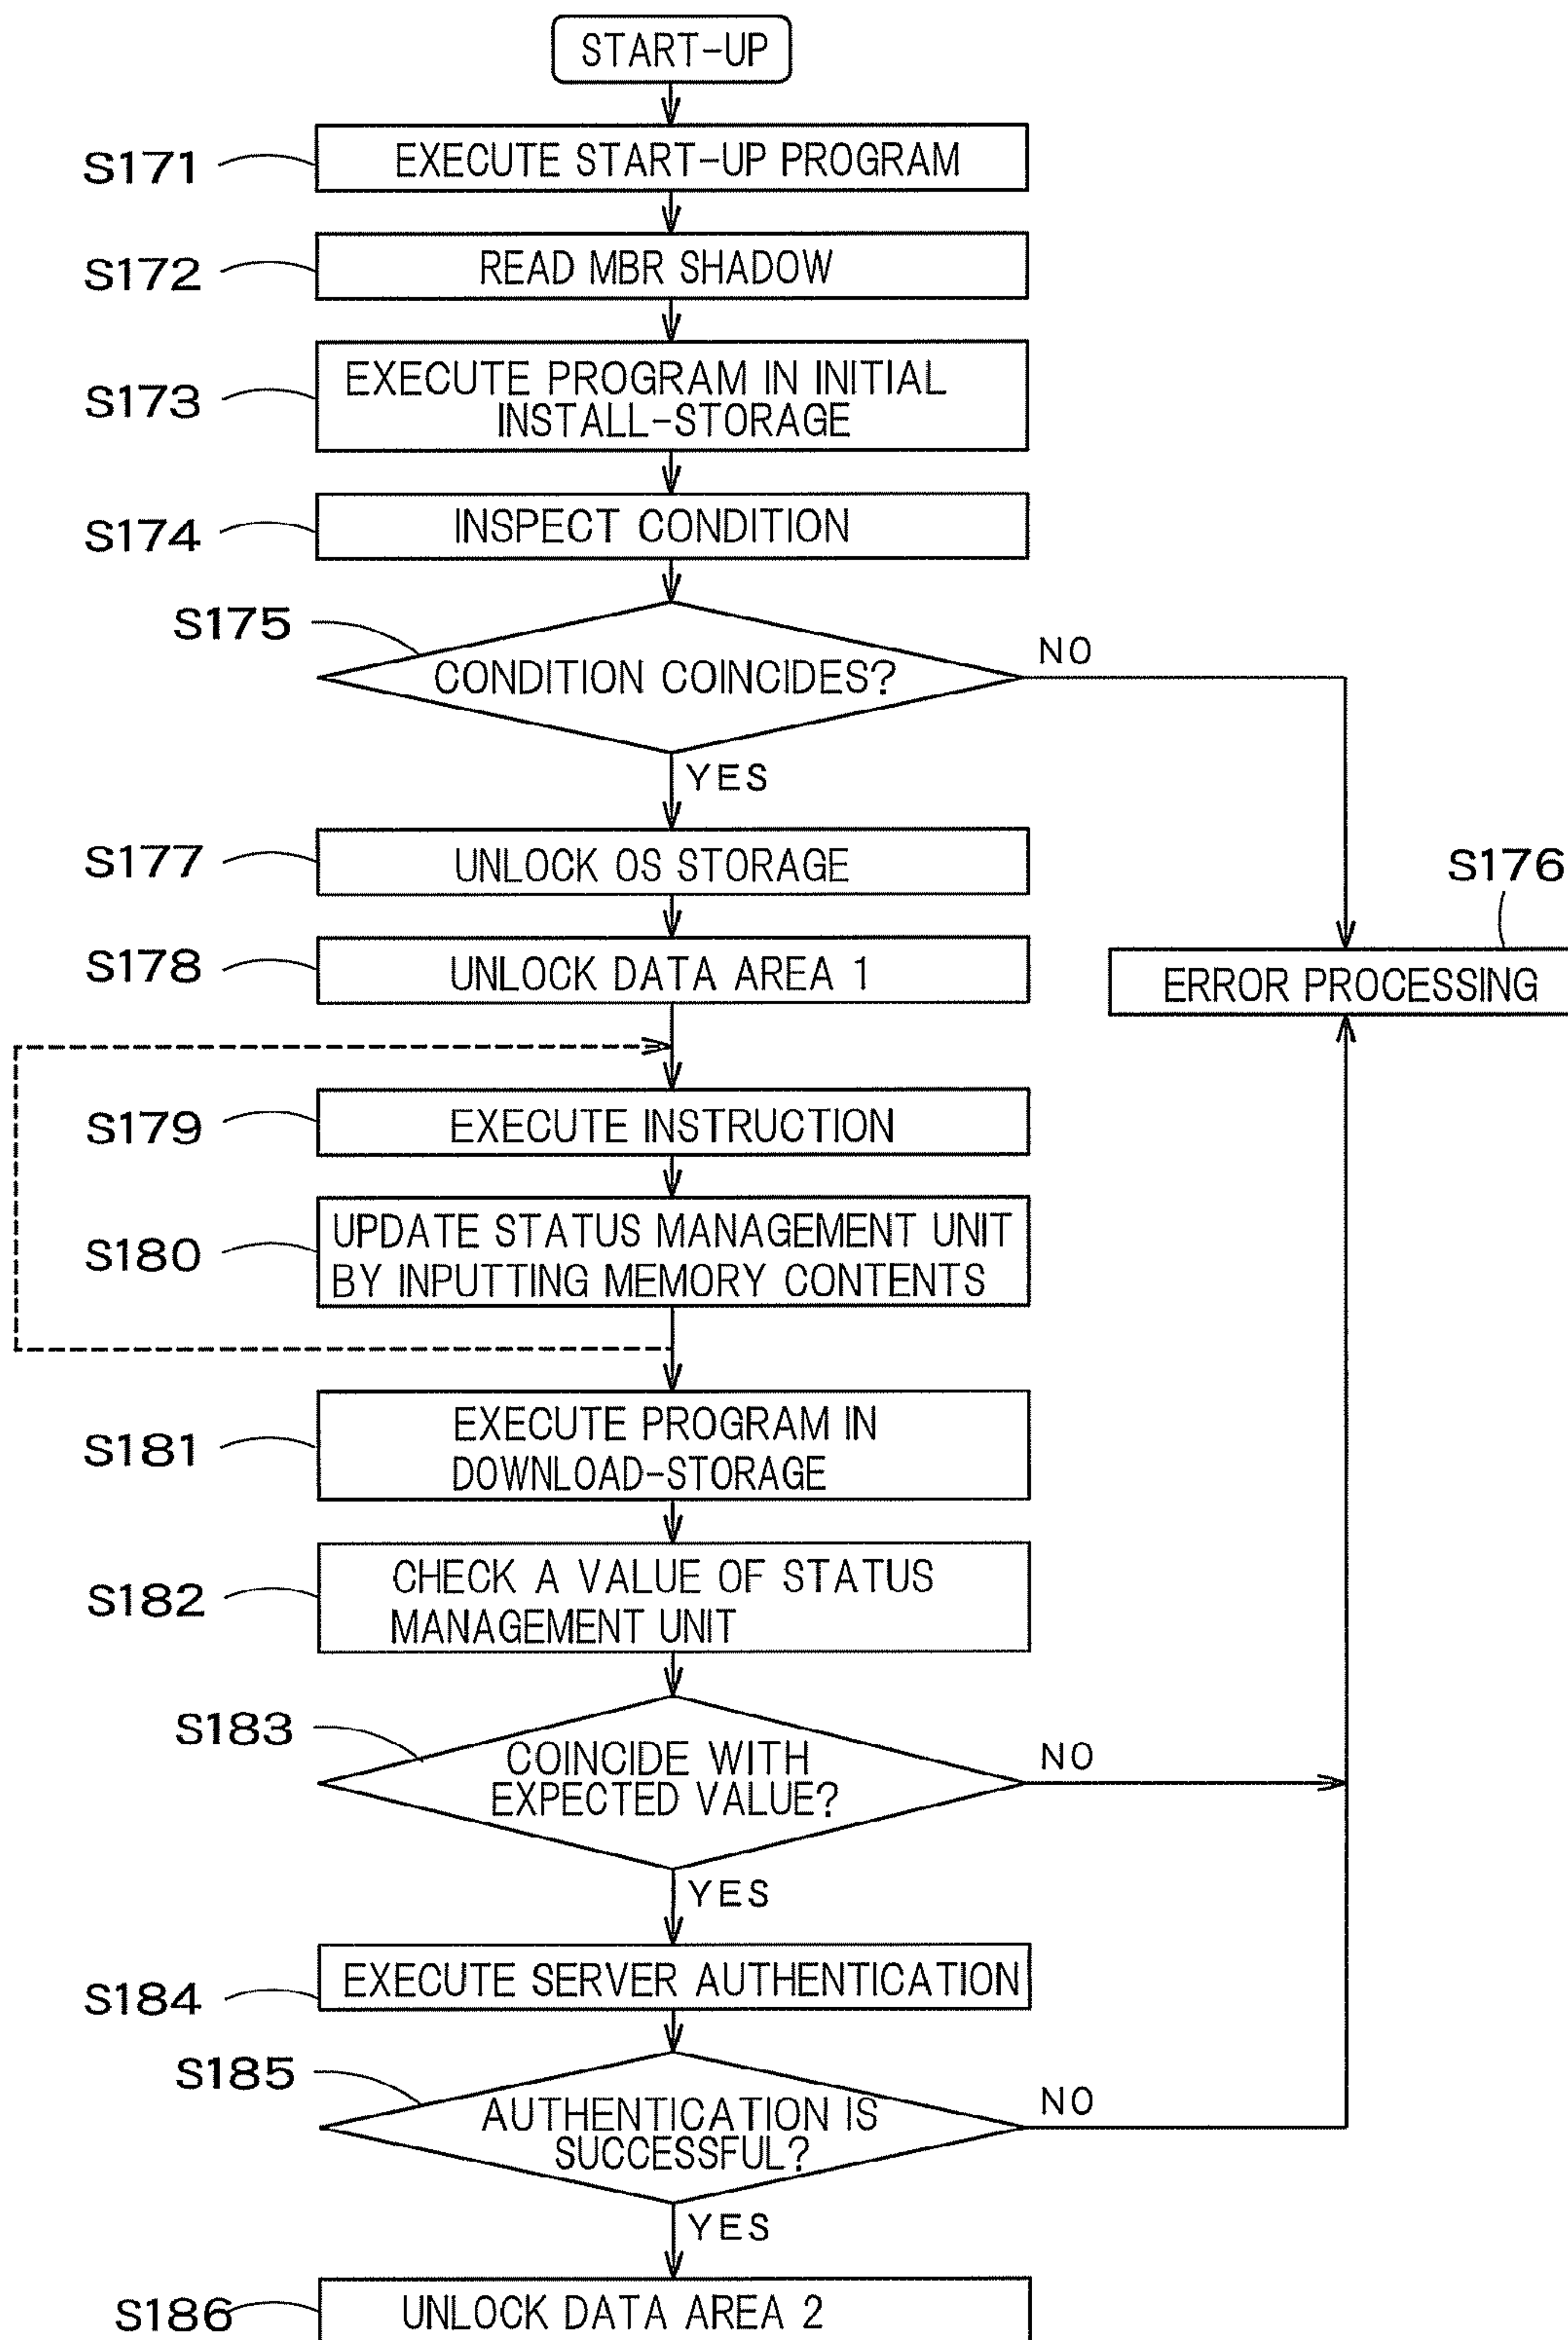 START-UP
S171
EXECUTE START-UP PROGRAM
S172
READ MBR SHADOW
S173
EXECUTE PROGRAM IN INITIAL
INSTALL-STORAGE
S174
INSPECT CONDITION
S175
CONDITION COINCIDES?
NO
YES
S177
UNLOCK OS STORAGE
S176
ERROR PROCESSING
S178
UNLOCK DATA AREA 1
S179
EXECUTE INSTRUCTION
S180
UPDATE STATUS MANAGEMENT UNIT
BY INPUTTING MEMORY CONTENTS
S181
EXECUTE PROGRAM IN
DOWNLOAD-STORAGE
S182
CHECK A VALUE OF STATUS
MANAGEMENT UNIT
S183
COINCIDE WITH
EXPECTED VALUE?
NO
YES
S184
EXECUTE SERVER AUTHENTICATION
S185
AUTHENTICATION IS
SUCCESSFUL?
NO
YES
S186
UNLOCK DATA AREA 2